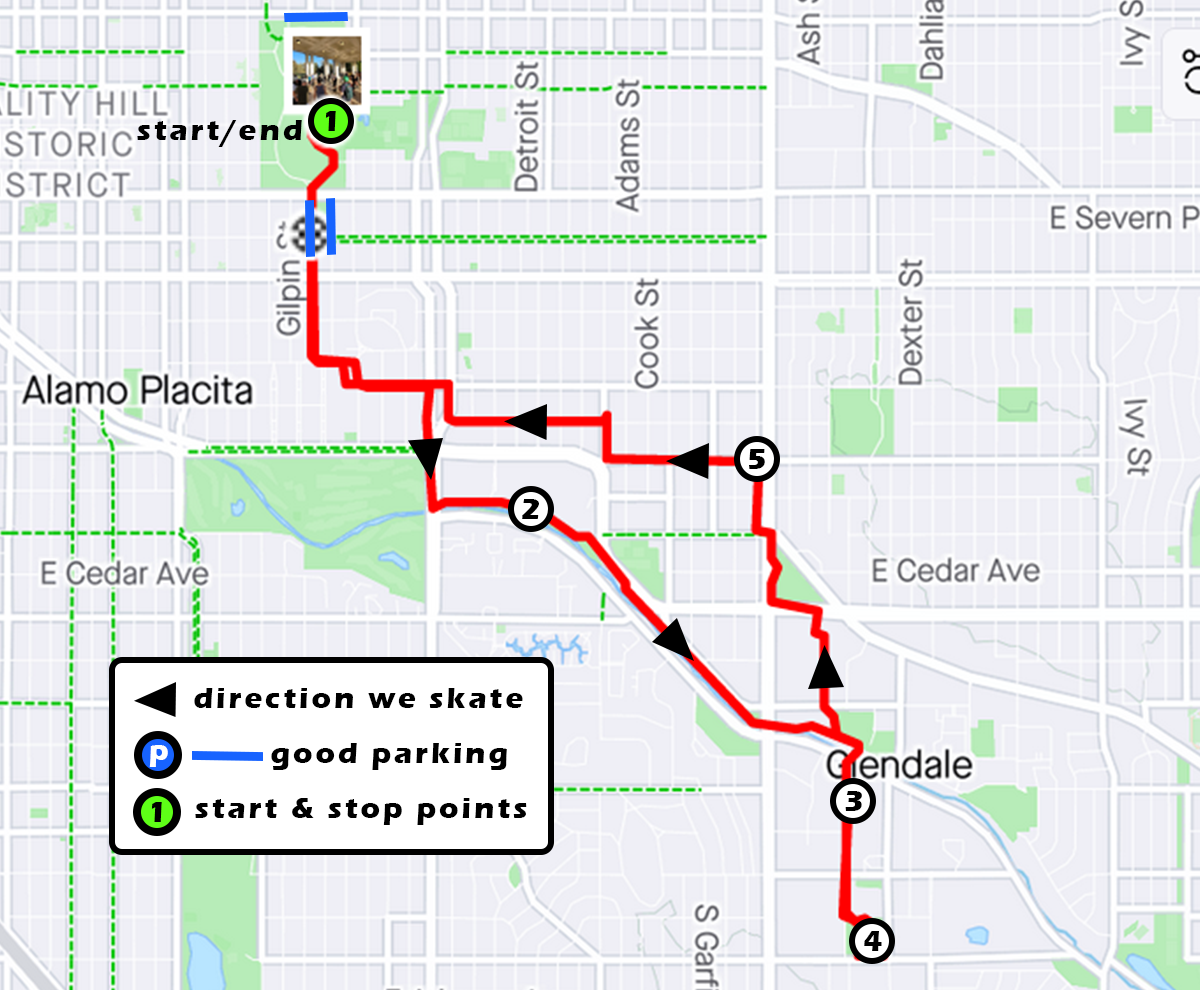 Ash S
Dahlia
Ivy S
ALITY HILL
STORIC
STRICT
start/end
1
Detroit St
Adams St
E Severn P
Gilpin S
Cook St
Dexter St
Alamo Placita
Ivy St
5
2
E Cedar Ave
E Cedar Ave
direction we skate
P good parking
1 start & stop points
Glendale
3
S Garfi
4